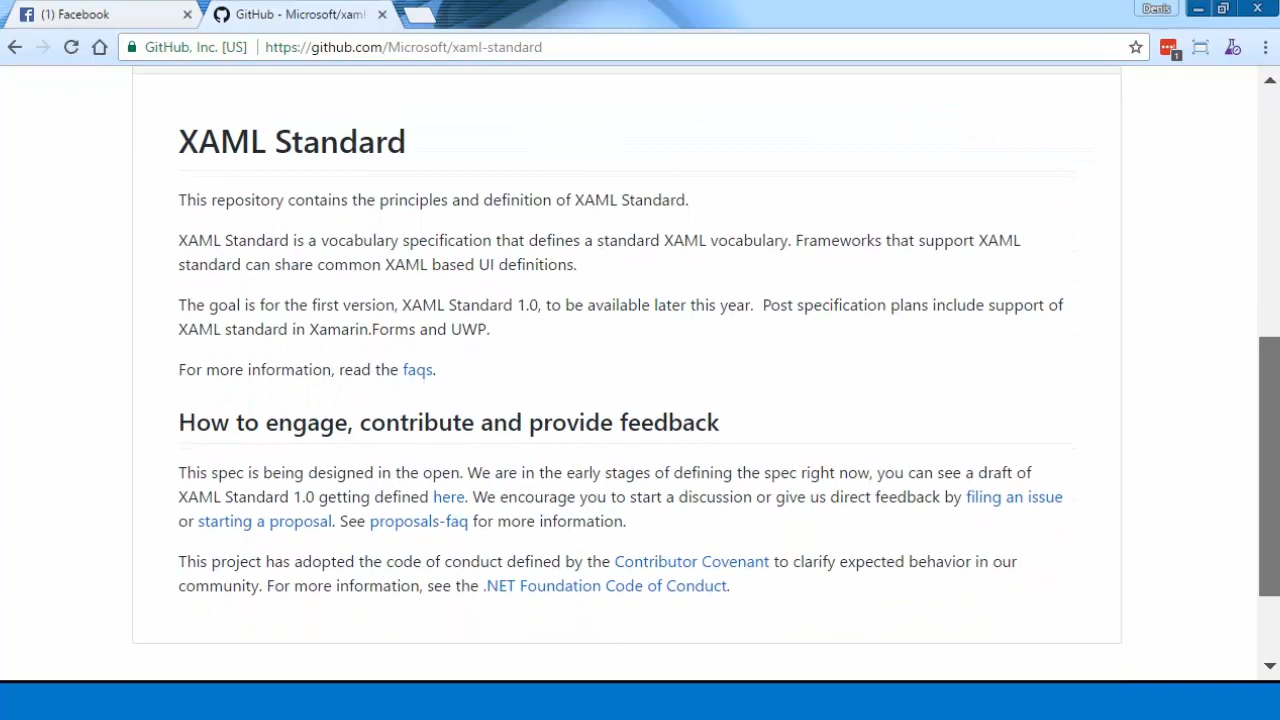 (1) Facebook
GitHub - Microsoft/xaml
Denis
GitHub, Inc. [US]
https://github.com/Microsoft/xaml-standard
1
XAML Standard
This repository contains the principles and definition of XAML Standard.
XAML Standard is a vocabulary specification that defines a standard XAML vocabulary. Frameworks that support XAML
standard can share common XAML based UI definitions.
The goal is for the first version, XAML Standard 1.0, to be available later this year. Post specification plans include support of
XAML standard in Xamarin.Forms and UWP.
For more information, read the faqs.
How to engage, contribute and provide feedback
This spec is being designed in the open. We are in the early stages of defining the spec right now, you can see a draft of
XAML Standard 1.0 getting defined here. We encourage you to start a discussion or give us direct feedback by filing an issue
or starting a proposal. See proposals-faq for more information.
This project has adopted the code of conduct defined by the Contributor Covenant to clarify expected behavior in our
community. For more information, see the .NET Foundation Code of Conduct.